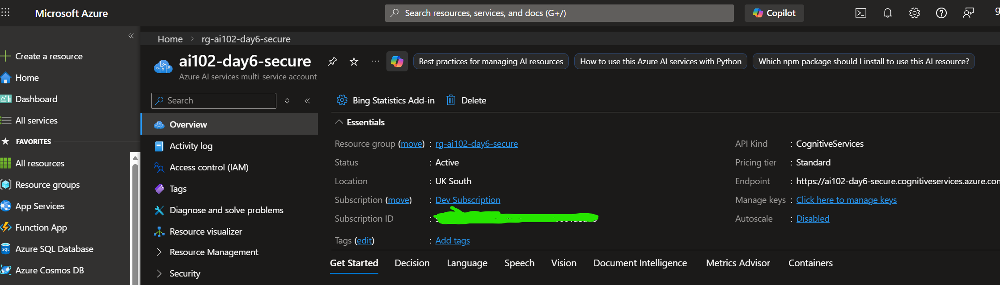 Microsoft Azure
Search resources, services, and docs (G+/)
Copilot
Create a resource
Home
Dashboard
All services
FAVORITES
All resources
Resource groups
App Services
Function App
Azure SQL Database
Azure Cosmos DB
Home > rg-ai102-day6-secure
ai102-day6-secure
Azure AI services multi-service account
Best practices for managing AI resources
How to use this Azure AI services with Python
Which npm package should I install to use this AI resource?
Search
Overview
Activity log
Access control (IAM)
Tags
Diagnose and solve problems
Resource visualizer
Resource Management
Security
Bing Statistics Add-in
Delete
Essentials
Resource group (move) : rg-ai102-day6-secure
Status : Active
Location : UK South
Subscription (move) : Dev Subscription
Subscription ID :
Tags (edit) : Add tags
API Kind : CognitiveServices
Pricing tier : Standard
Endpoint : https://ai102-day6-secure.cognitiveservices.azure.com
Manage keys : Click here to manage keys
Autoscale : Disabled
Get Started Decision Language Speech Vision Document Intelligence Metrics Advisor Containers